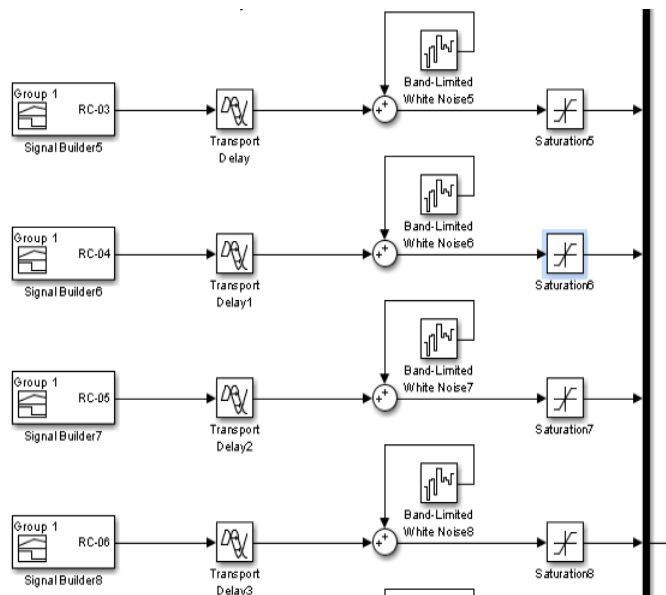 Band-Limited
White Noise5
Group 1
RC-03
Signal Builder5
Transport
Delay
Saturation5
Band-Limited
White Noise6
Group 1
RC-04
Signal Builder6
Transport
Delay1
Saturation6
Band-Limited
White Noise7
Group 1
RC-05
Signal Builder7
Transport
Delay2
Saturation7
Band-Limited
White Noise8
Group 1
RC-06
Signal Builder8
Transport
Delay3
Saturation8